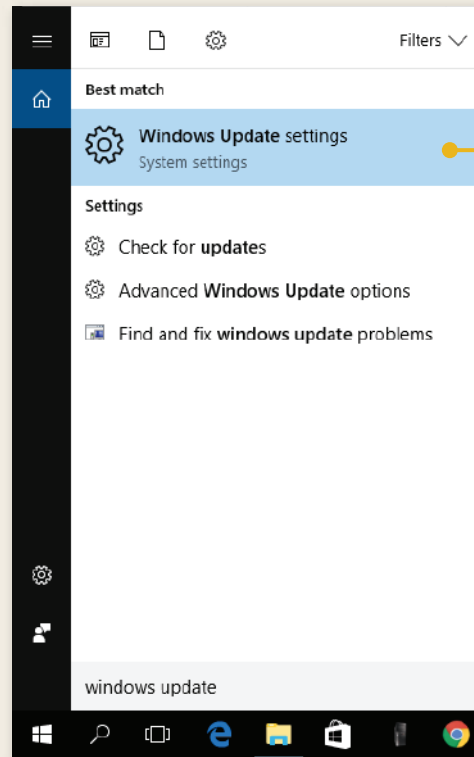 Filters
Best match
Windows Update settings
System settings
Settings
Check for updates
Advanced Windows Update options
Find and fix windows update problems
windows update